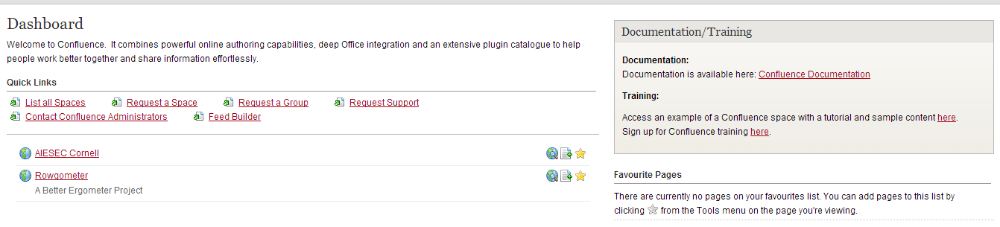 Dashboard
Welcome to Confluence. It combines powerful online authoring capabilities, deep Office integration and an extensive plugin catalogue to help
people work better together and share information effortlessly.
Quick Links
List all Spaces Request a Space Request a Group Request Support
Contact Confluence Administrators Feed Builder
AIESEC Cornell
Rowqometer
A Better Ergometer Project
Documentation/Training
Documentation:
Documentation is available here: Confluence Documentation
Training:
Access an example of a Confluence space with a tutorial and sample content here.
Sign up for Confluence training here.
Favourite Pages
There are currently no pages on your favourites list. You can add pages to this list by
clicking from the Tools menu on the page you're viewing.